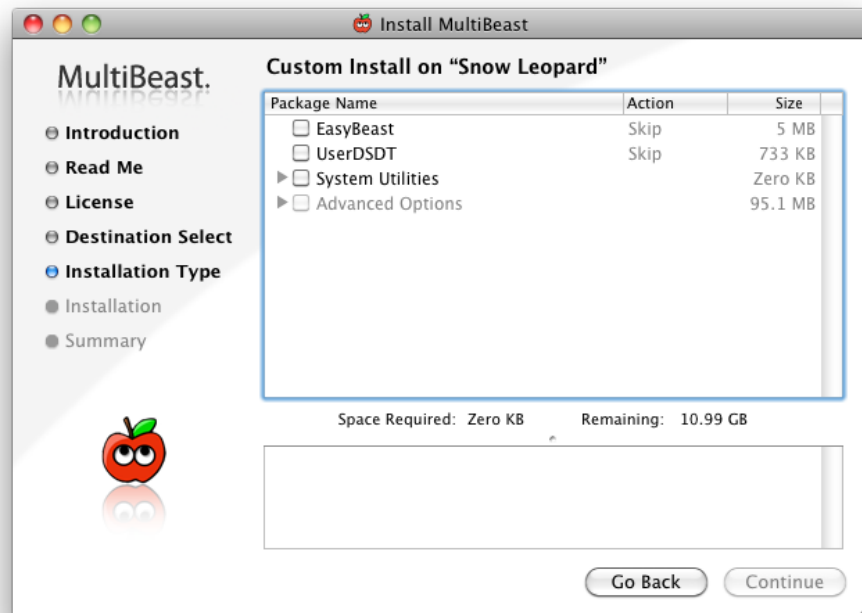 Install MultiBeast
MultiBeast.
Introduction
Read Me
License
Destination Select
Installation Type
Installation
Summary
Custom Install on “Snow Leopard”
Package Name Action Size
EasyBeast Skip 5 MB
UserDSDT Skip 733 KB
System Utilities Zero KB
Advanced Options 95.1 MB
Space Required: Zero KB Remaining: 10.99 GB
Go Back Continue